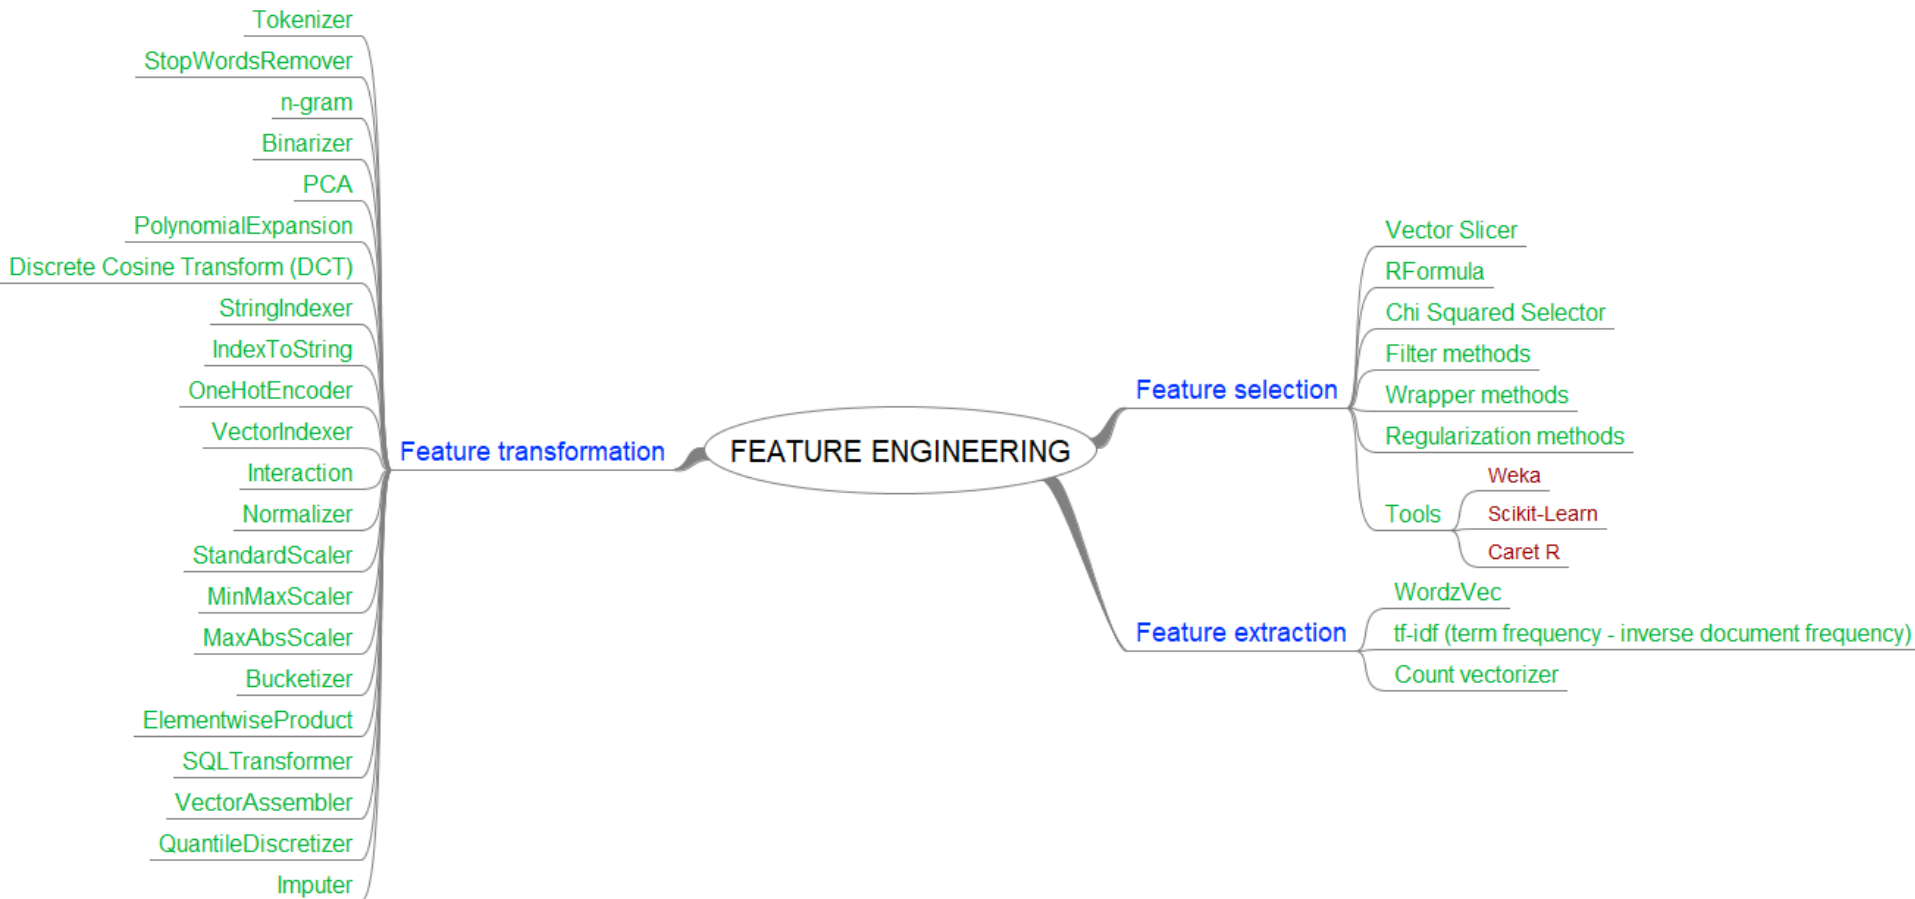 Tokenizer
StopWordsRemover
n-gram
Binarizer
PCA
PolynomialExpansion
Discrete Cosine Transform (DCT)
StringIndexer
IndexToString
OneHotEncoder
VectorIndexer
Interaction
Normalizer
StandardScaler
MinMaxScaler
MaxAbsScaler
Bucketizer
ElementwiseProduct
SQLTransformer
VectorAssembler
QuantileDiscretizer
Imputer
Feature transformation
FEATURE ENGINEERING
Feature selection
Vector Slicer
RFormula
Chi Squared Selector
Filter methods
Wrapper methods
Regularization methods
Tools
Weka
Scikit-Learn
Caret R
Feature extraction
WordzVec
tf-idf (term frequency - inverse document frequency)
Count vectorizer